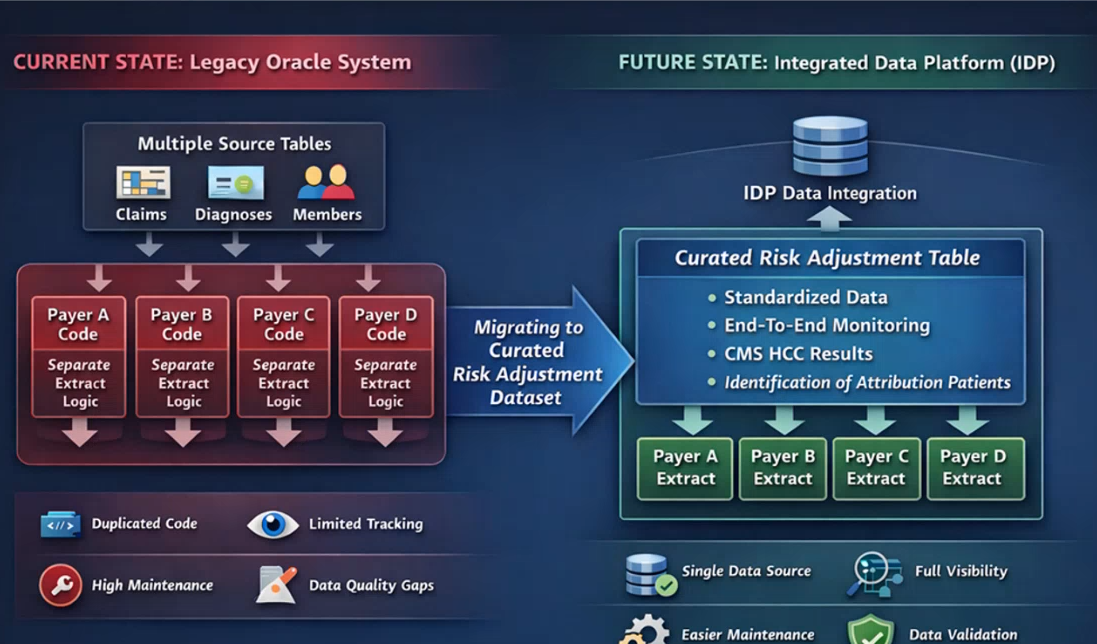 CURRENT STATE: Legacy Oracle System
Multiple Source Tables
Claims
Diagnoses
Members
Payer A
Code
Separate
Extract
Logic
Payer B
Code
Separate
Extract
Logic
Payer C
Code
Separate
Extract
Logic
Payer D
Code
Separate
Extract
Logic
</> Duplicated Code
Limited Tracking
High Maintenance
Data Quality Gaps
Migrating to
Curated
Risk Adjustment
Dataset
FUTURE STATE: Integrated Data Platform (IDP)
IDP Data Integration
Curated Risk Adjustment Table
• Standardized Data
• End-To-End Monitoring
• CMS HCC Results
• Identification of Attribution Patients
Payer A
Extract
Payer B
Extract
Payer C
Extract
Payer D
Extract
Single Data Source
Full Visibility
Easier Maintenance
Data Validation